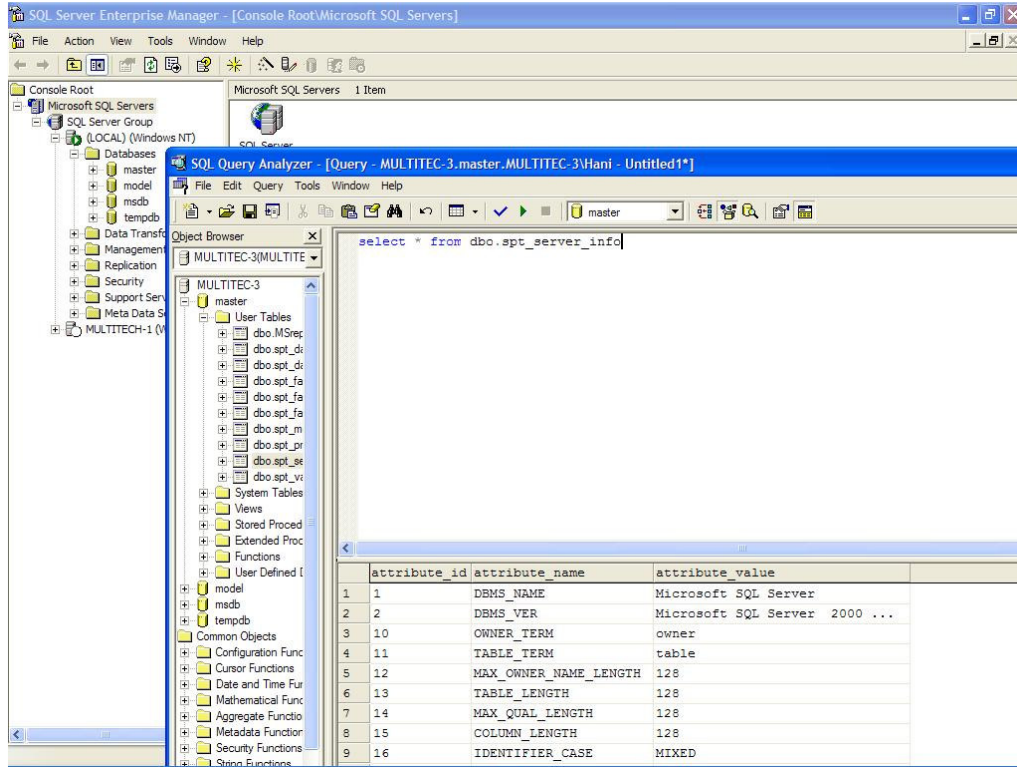 SQL Server Enterprise Manager - [Console Root\Microsoft SQL Servers]
File Action View Tools Window Help
Console Root
Microsoft SQL Servers 1 Item
Microsoft SQL Servers
SQL Server Group
(LOCAL) (Windows NT)
Databases
master
model
msdb
tempdb
Data Transfo
Management
Replication
Security
Support Serv
Meta Data S
MULTITECH-1 (W
SQL Server
SQL Query Analyzer - [Query - MULTITEC-3.master.MULTITEC-3\Hani - Untitled1*]
File Edit Query Tools Window Help
master
Object Browser
MULTITEC-3(MULTITE
MULTITEC-3
master
User Tables
dbo.MSrep
dbo.spt_da
dbo.spt_da
dbo.spt_fa
dbo.spt_fa
dbo.spt_fa
dbo.spt_m
dbo.spt_pr
dbo.spt_se
dbo.spt_va
System Tables
Views
Stored Proced
Extended Proc
Functions
User Defined D
model
msdb
tempdb
Common Objects
Configuration Func
Cursor Functions
Date and Time Fur
Mathematical Func
Aggregate Functio
Metadata Function
Security Functions
String Functions
select * from dbo.spt_server_info
attribute_id attribute_name attribute_value
1 1 DBMS_NAME Microsoft SQL Server
2 2 DBMS_VER Microsoft SQL Server 2000 ...
3 10 OWNER_TERM owner
4 11 TABLE_TERM table
5 12 MAX_OWNER_NAME_LENGTH 128
6 13 TABLE_LENGTH 128
7 14 MAX_QUAL_LENGTH 128
8 15 COLUMN_LENGTH 128
9 16 IDENTIFIER_CASE MIXED